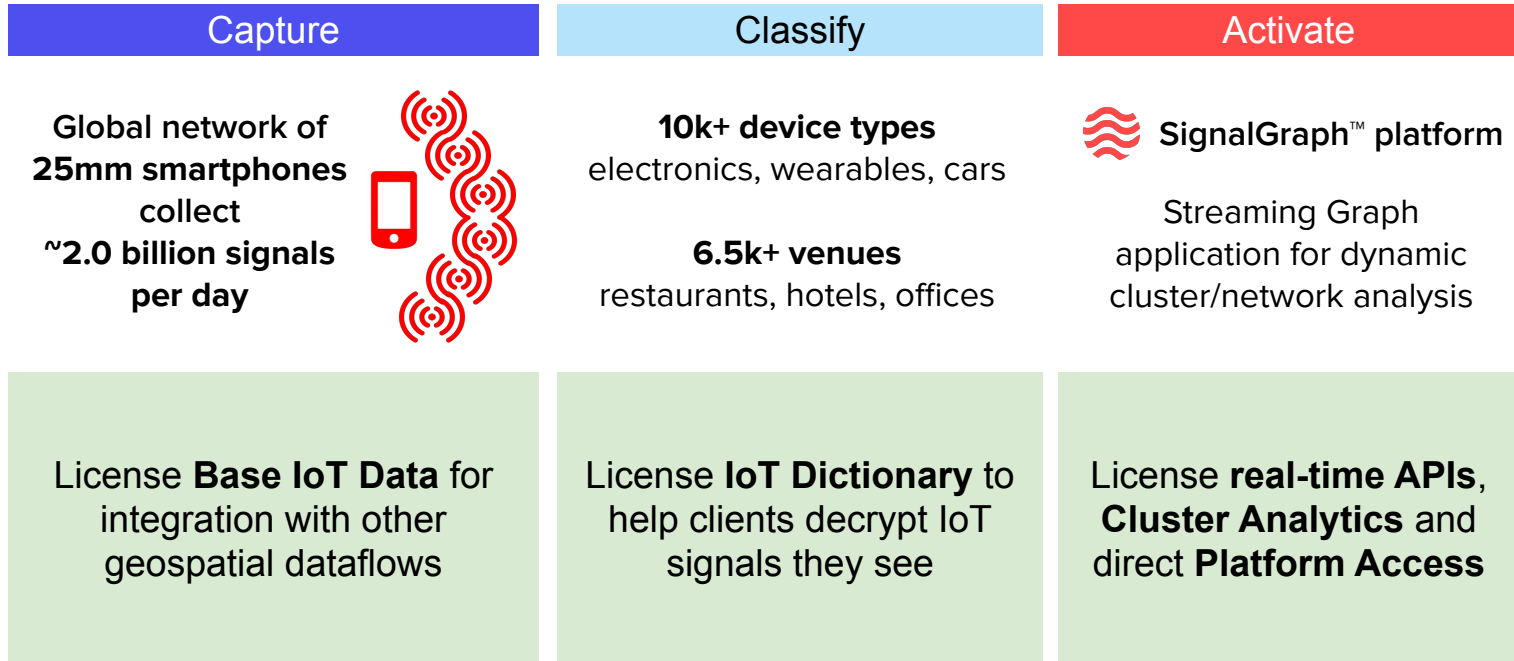 Capture
Global network of
25mm smartphones
collect
~2.0 billion signals
per day
License Base IoT Data for
integration with other
geospatial dataflows
Classify
10k+ device types
electronics, wearables, cars
6.5k+ venues
restaurants, hotels, offices
License IoT Dictionary to
help clients decrypt IoT
signals they see
Activate
SignalGraph™ platform
Streaming Graph
application for dynamic
cluster/network analysis
License real-time APIs,
Cluster Analytics and
direct Platform Access